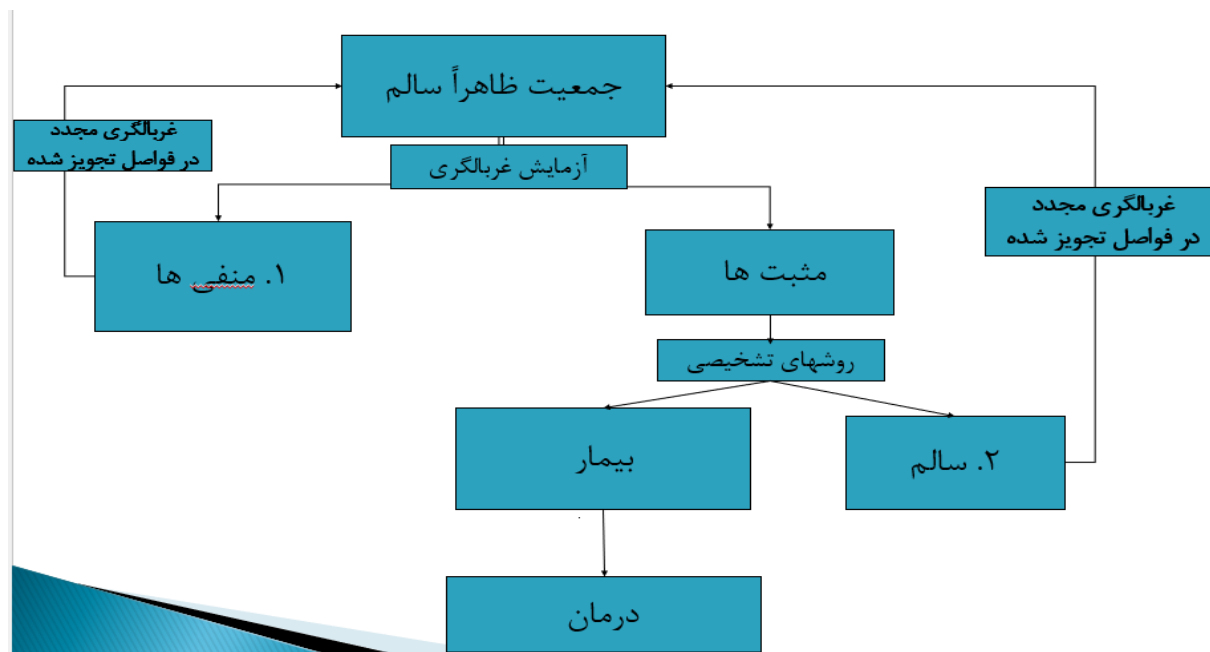 جمعیت ظاهراً سالم
غربالگری مجدد
در فواصل تجویز شده
آزمایش غربالگری
غربالگری مجدد
در فواصل تجویز شده
۱. منفی ها
مثبت ها
روشهای تشخیصی
بیمار
۲. سالم
درمان